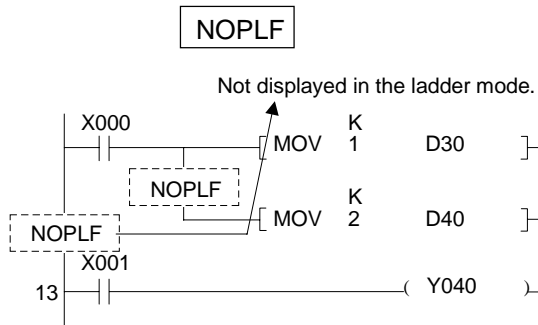 NOPLF
Not displayed in the ladder mode.
X000
K
MOV 1 D30
NOPLF
K
MOV 2 D40
NOPLF
X001
13
Y040